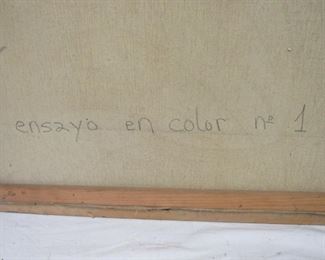 ensayo en color nº 1